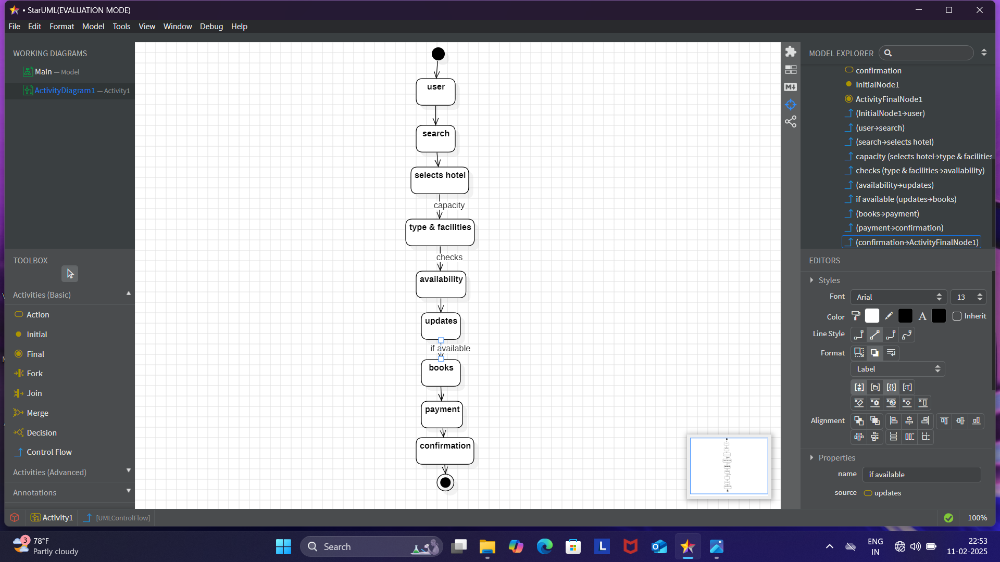 • StarUML(EVALUATION MODE)
File Edit Format Model Tools View Window Debug Help
WORKING DIAGRAMS
Main — Model
ActivityDiagram1 — Activity1
TOOLBOX
Activities (Basic)
Action
Initial
Final
Fork
Join
Merge
Decision
Control Flow
Activities (Advanced)
Annotations
user
search
selects hotel
capacity
type & facilities
checks
availability
updates
if available
books
payment
confirmation
MODEL EXPLORER
confirmation
InitialNode1
ActivityFinalNode1
(InitialNode1→user)
(user→search)
(search→selects hotel)
capacity (selects hotel→type & facilities
checks (type & facilities→availability)
(availability→updates)
if available (updates→books)
(books→payment)
(payment→confirmation)
(confirmation→ActivityFinalNode1)
EDITORS
Styles
Font Arial 13
Color A Inherit
Line Style
Format
Label
Alignment
Properties
name if available
source updates
Activity1 [UMLControlFlow]
100%
3 78°F
Partly cloudy
Search
L
ENG
IN
22:53
11-02-2025